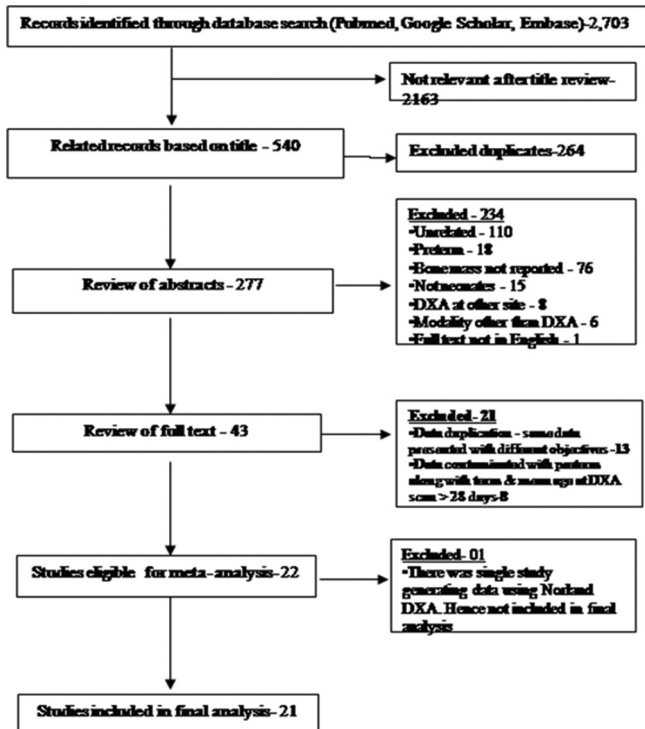 Records identified through database search (Pubmed, Google Scholar, Embase)-2,703
Not relevant after title review-
2163
Related records based on title - 540
Excluded duplicates-264
Excluded - 234
•Unrelated - 110
•Preterm - 18
•Bone mass not reported - 76
•Not neonates - 15
•DXA at other site - 8
•Modality other than DXA - 6
•Full text not in English - 1
Review of abstracts - 277
Review of full text - 43
Excluded - 21
•Data duplication - same data
presented with different objectives -13
•Data contaminated with preterm
along with term & mean age at DXA
scan > 28 days-8
Studies eligible for meta-analysis-22
Excluded- 01
•There was single study
generating data using Norland
DXA. Hence not included in final
analysis
Studies included in final analysis- 21